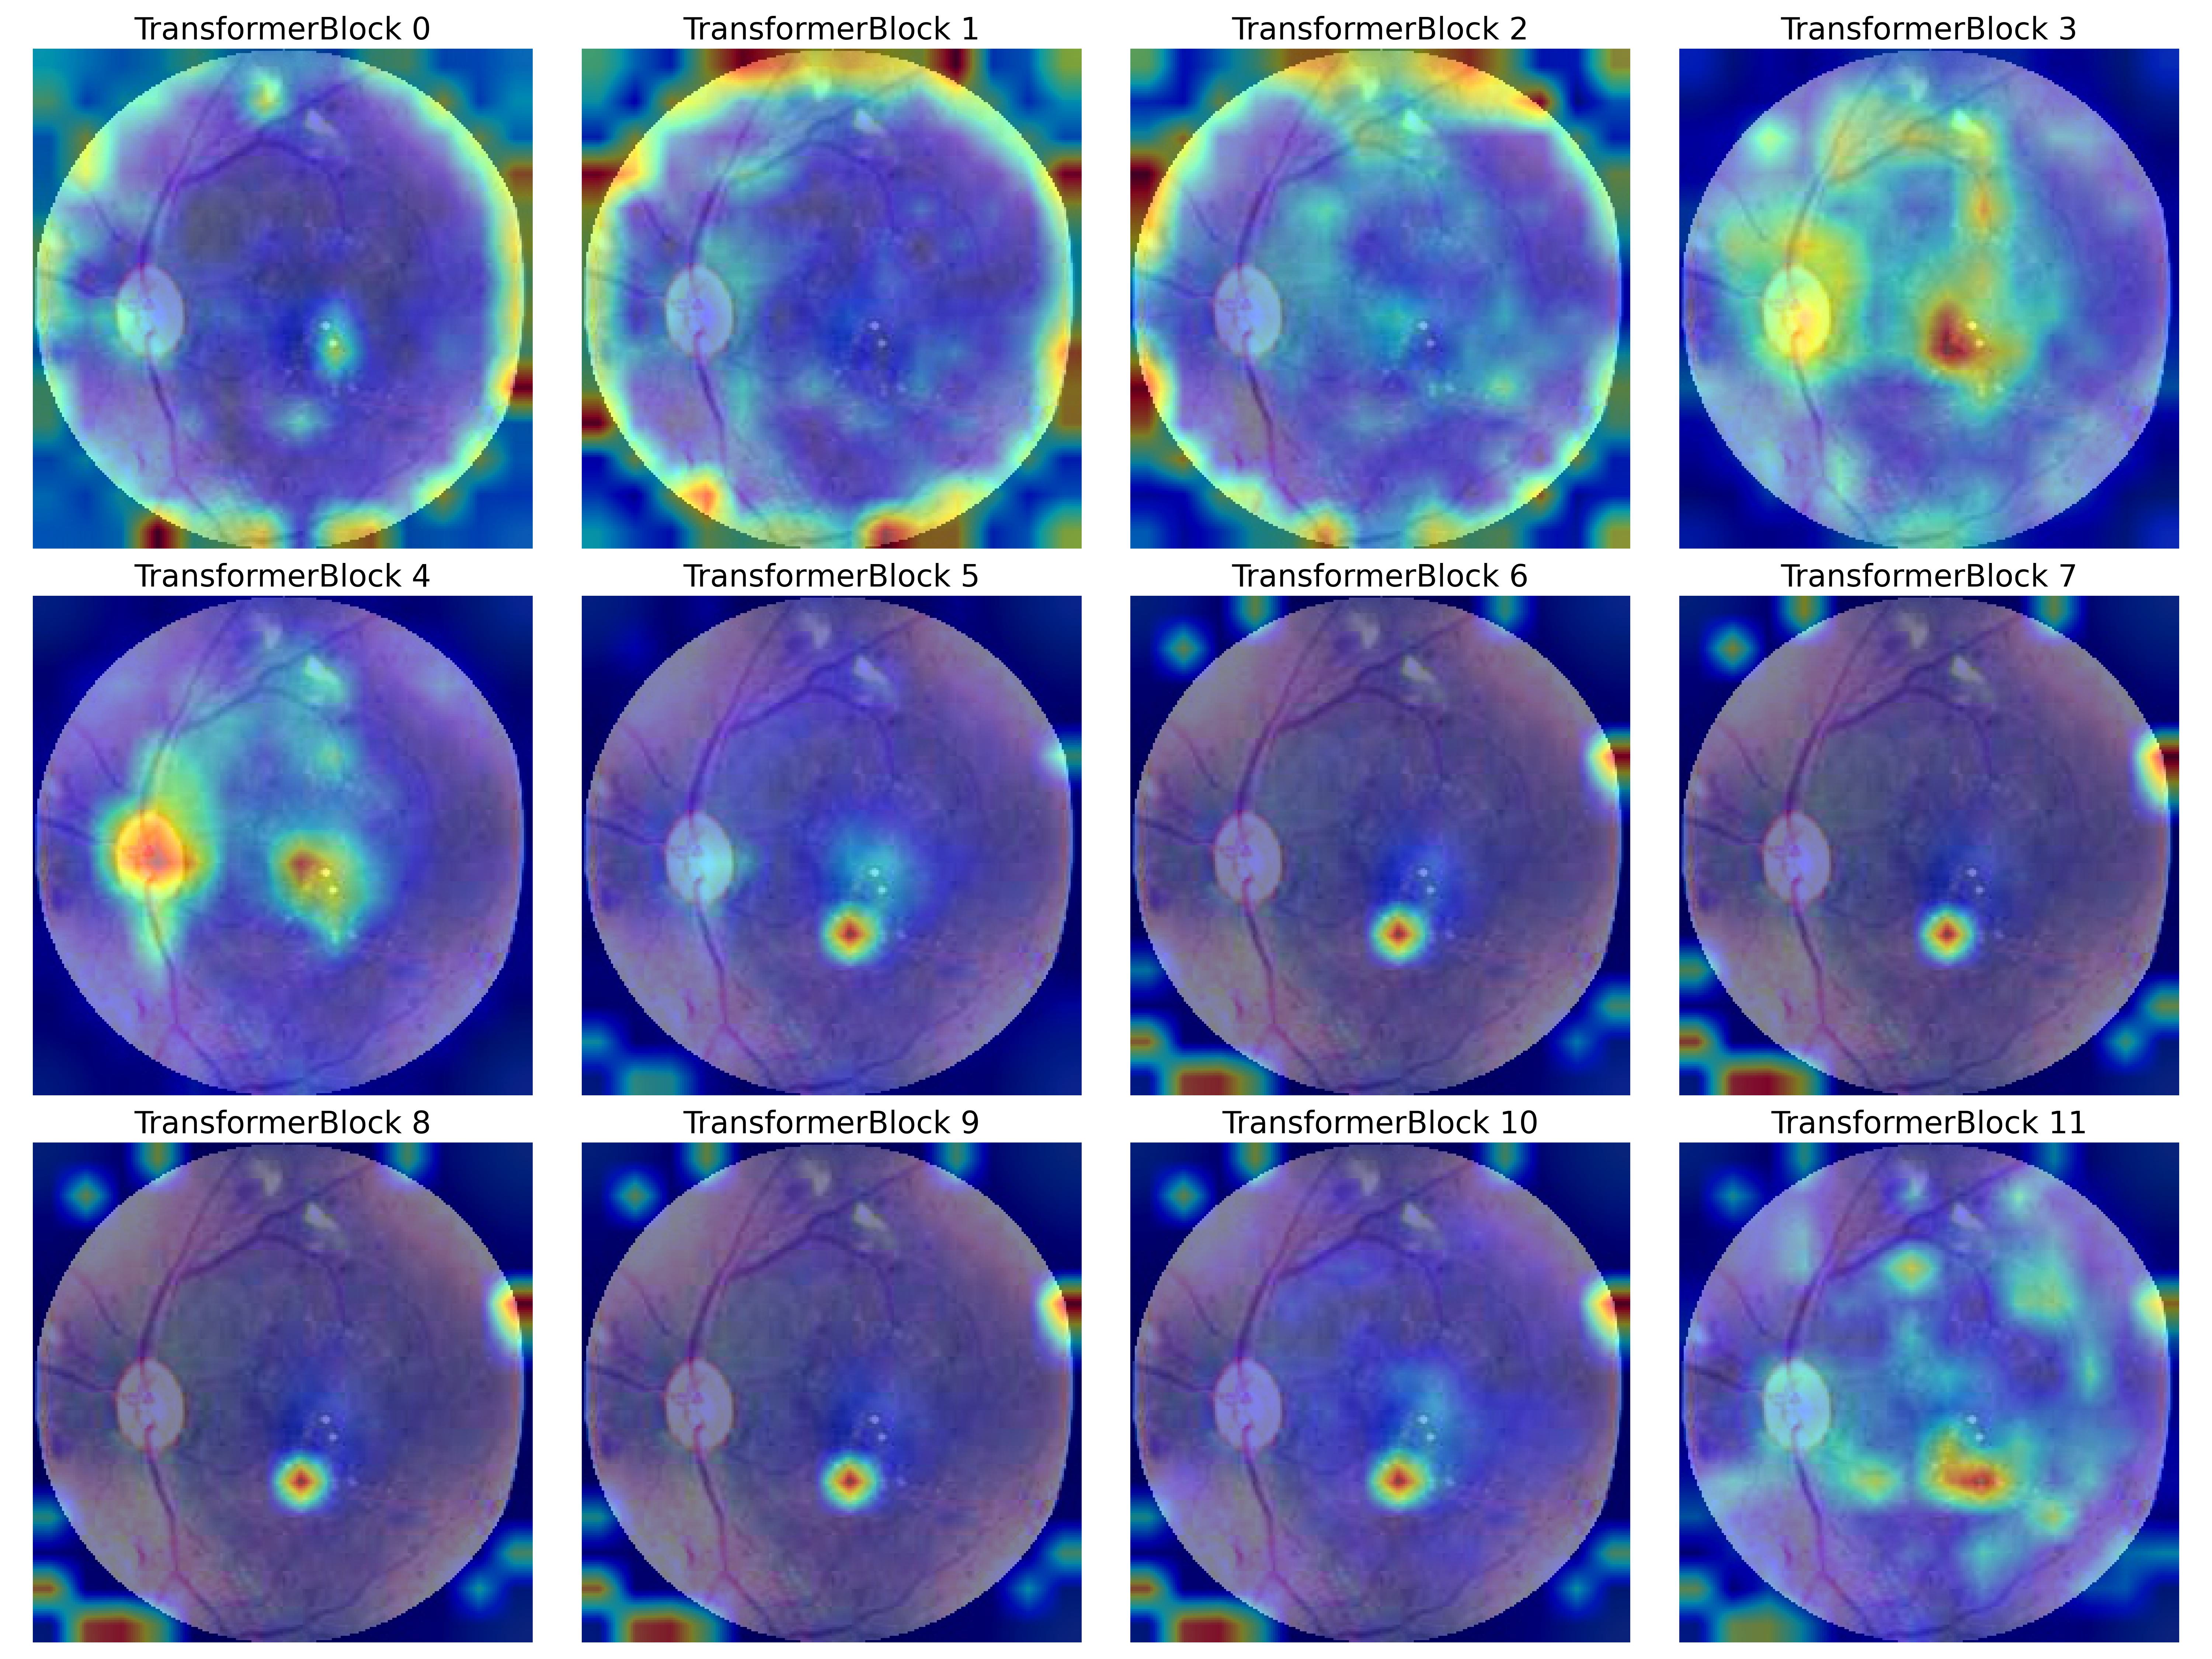 TransformerBlock 0
TransformerBlock 1
TransformerBlock 2
TransformerBlock 3
TransformerBlock 4
TransformerBlock 5
TransformerBlock 6
TransformerBlock 7
TransformerBlock 8
TransformerBlock 9
TransformerBlock 10
TransformerBlock 11